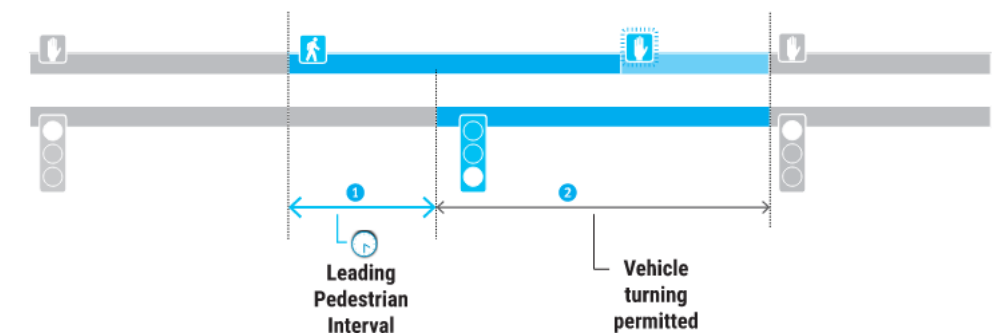 1
2
Leading
Pedestrian
Interval
Vehicle
turning
permitted